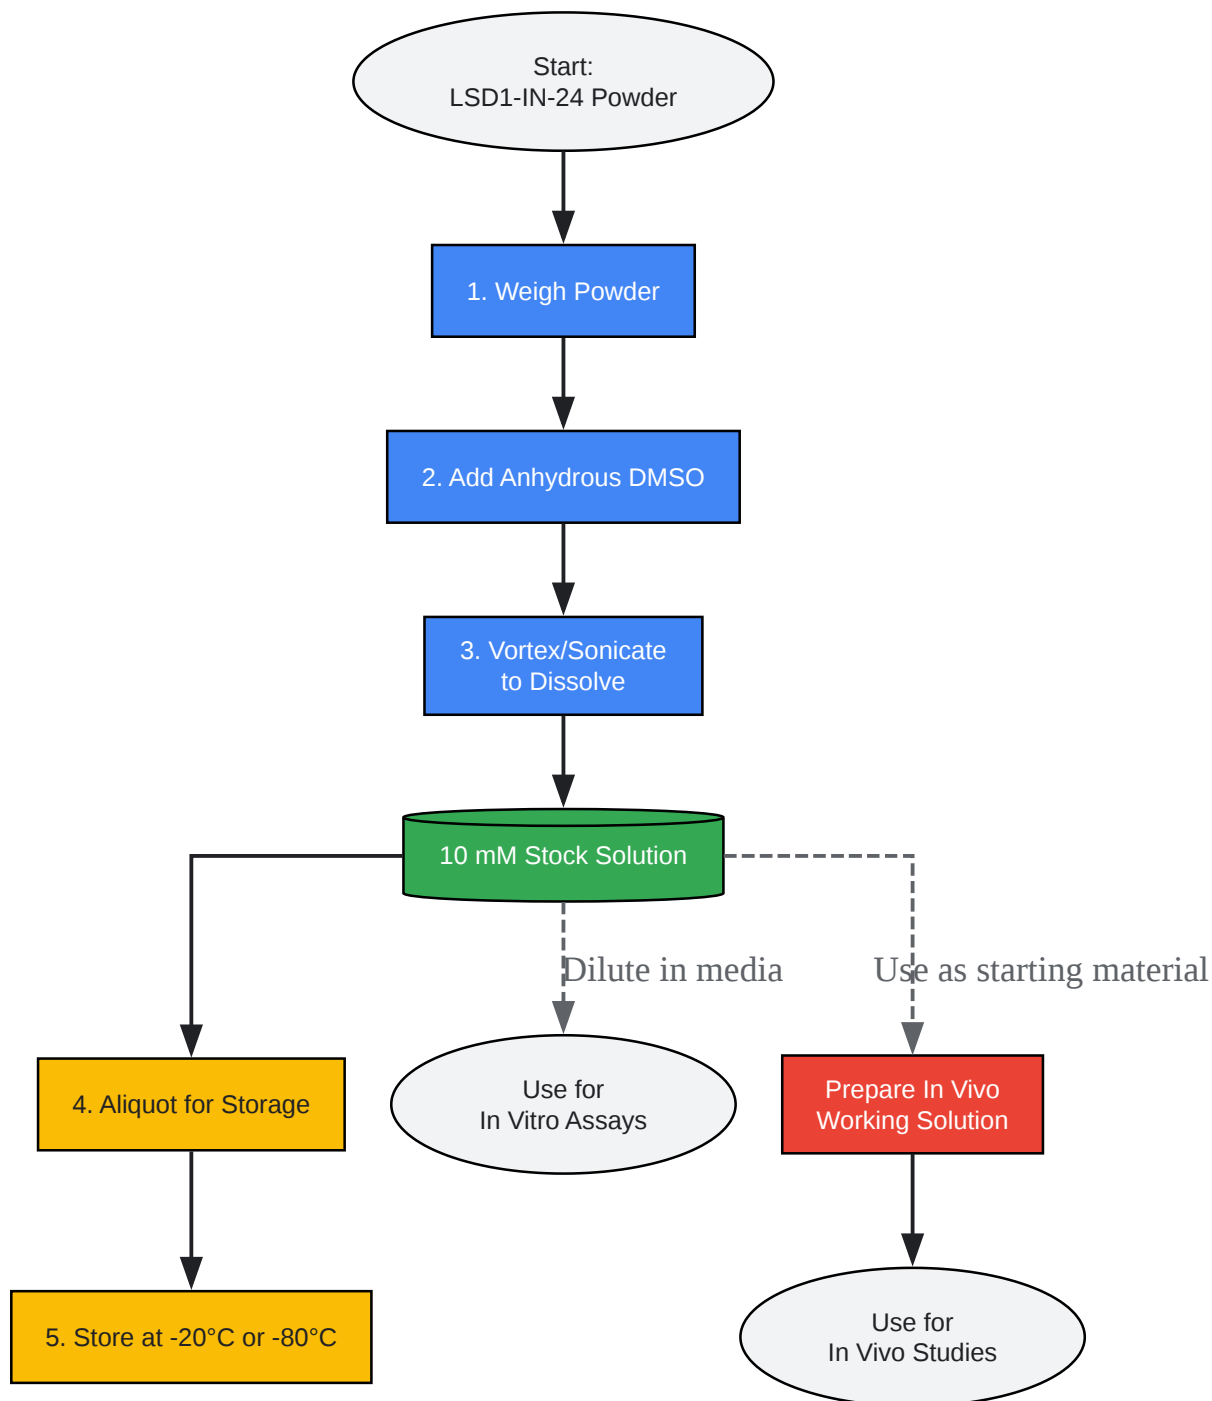 Start:
LSD1-IN-24 Powder
1. Weigh Powder
2. Add Anhydrous DMSO
3. Vortex/Sonicate
to Dissolve
10 mM Stock Solution
Dilute in media
Use as starting material
4. Aliquot for Storage
Use for
In Vitro Assays
Prepare In Vivo
Working Solution
5. Store at -20°C or -80°C
Use for
In Vivo Studies